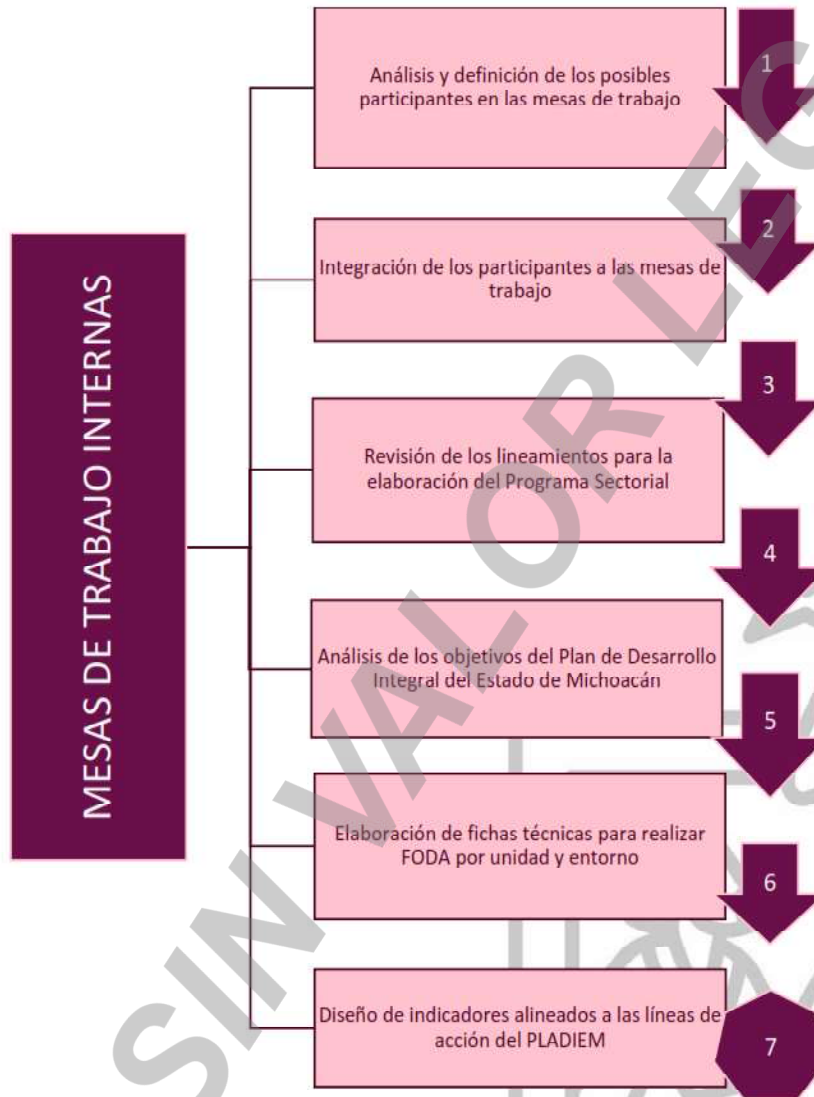 MESAS DE TRABAJO INTERNAS
Análisis y definición de los posibles
participantes en las mesas de trabajo
1
2
Integración de los participantes a las mesas de
trabajo
3
Revisión de los lineamientos para la
elaboración del Programa Sectorial
4
Análisis de los objetivos del Plan de Desarrollo
Integral del Estado de Michoacán
5
Elaboración de fichas técnicas para realizar
FODA por unidad y entorno
6
Diseño de indicadores alineados a las líneas de
acción del PLADIEM
7
SIN VALOR LEG